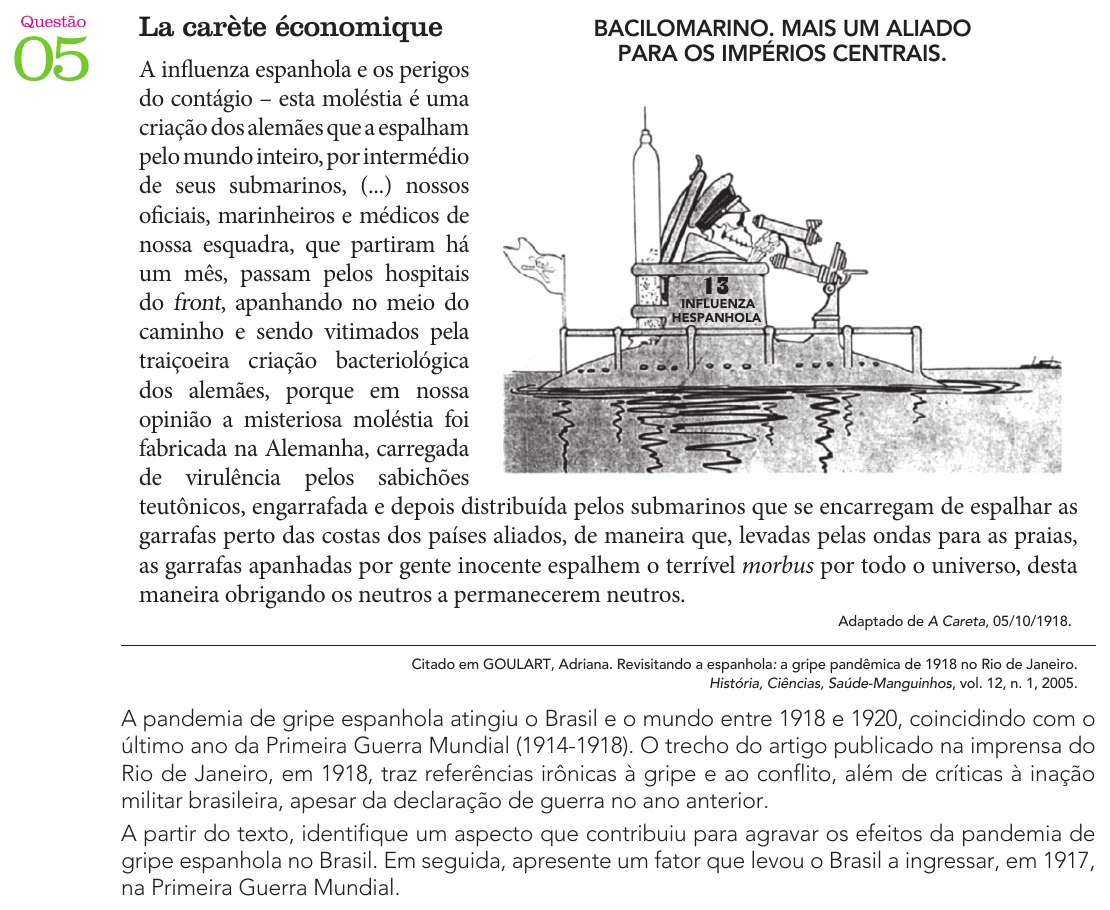 Questão
05
La carète économique
A influenza espanhola e os perigos
do contágio – esta moléstia é uma
criação dos alemães que a espalham
pelo mundo inteiro, por intermédio
de seus submarinos, (...) nossos
oficiais, marinheiros e médicos de
nossa esquadra, que partiram há
um mês, passam pelos hospitais
do front, apanhando no meio do
caminho e sendo vitimados pela
traiçoeira criação bacteriológica
dos alemães, porque em nossa
opinião a misteriosa moléstia foi
fabricada na Alemanha, carregada
de virulência pelos sabichões
BACILOMARINO. MAIS UM ALIADO
PARA OS IMPÉRIOS CENTRAIS.
13
INFLUENZA
HESPANHOLA
teutônicos, engarrafada e depois distribuída pelos submarinos que se encarregam de espalhar as
garrafas perto das costas dos países aliados, de maneira que, levadas pelas ondas para as praias,
as garrafas apanhadas por gente inocente espalhem o terrível morbus por todo o universo, desta
maneira obrigando os neutros a permanecerem neutros.
Adaptado de A Careta, 05/10/1918.
Citado em GOULART, Adriana. Revisitando a espanhola: a gripe pandêmica de 1918 no Rio de Janeiro.
História, Ciências, Saúde-Manguinhos, vol. 12, n. 1, 2005.
A pandemia de gripe espanhola atingiu o Brasil e o mundo entre 1918 e 1920, coincidindo com o
último ano da Primeira Guerra Mundial (1914-1918). O trecho do artigo publicado na imprensa do
Rio de Janeiro, em 1918, traz referências irônicas à gripe e ao conflito, além de críticas à inação
militar brasileira, apesar da declaração de guerra no ano anterior.
A partir do texto, identifique um aspecto que contribuiu para agravar os efeitos da pandemia de
gripe espanhola no Brasil. Em seguida, apresente um fator que levou o Brasil a ingressar, em 1917,
na Primeira Guerra Mundial.